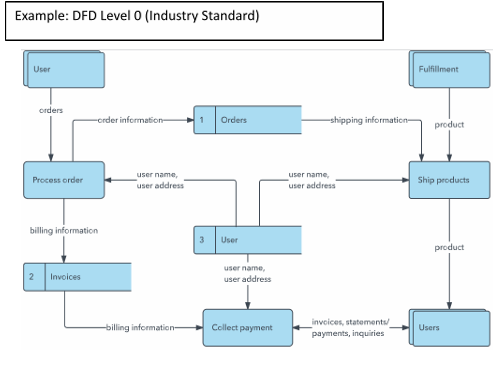 Example: DFD Level 0 (Industry Standard)
User
Fulfillment
orders
order information
1 Orders
shipping information
product
Process order
user name,
user address
user name,
user address
Ship products
billing information
3 User
product
2 Invoices
user name,
user address
billing information
Collect payment
invoices, statements/
payments, inquiries
Users